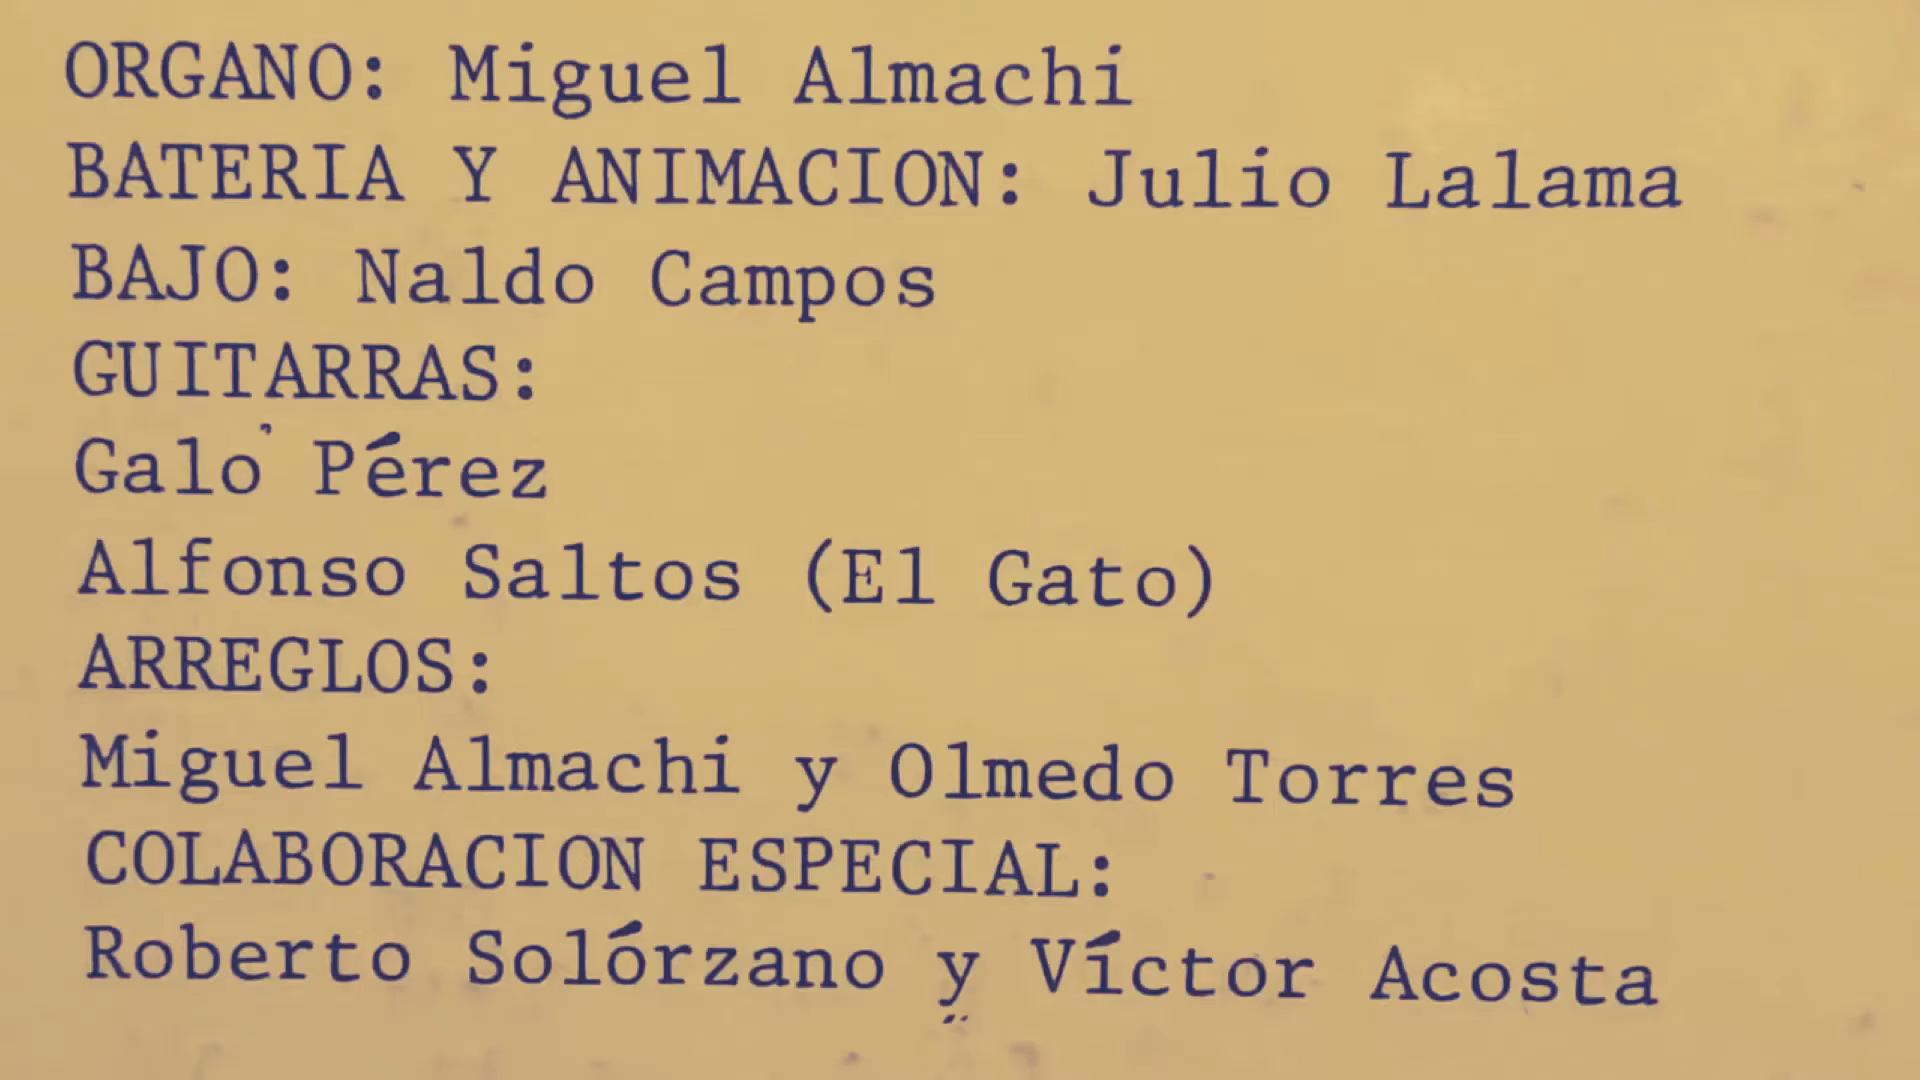 ORGANO: Miguel Almachi
BATERIA Y ANIMACION: Julio Lalama
BAJO: Naldo Campos
GUITARRAS:
Galo Pérez
Alfonso Saltos (El Gato)
ARREGLOS:
Miguel Almachi y Olmedo Torres
COLABORACION ESPECIAL:
Roberto Solórzano y Víctor Acosta